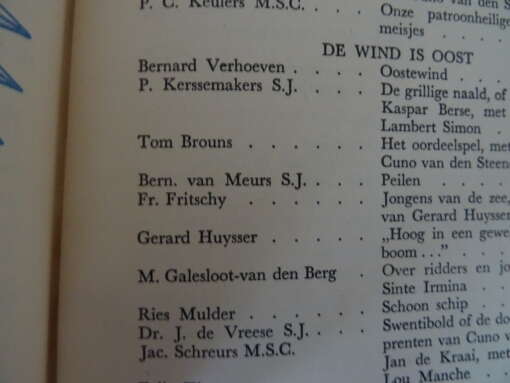 P. C. Keulers M.S.C. . . . van den S
Onze patroonheilige
meisjes . . . .
DE WIND IS OOST
Bernard Verhoeven . . . . Oostewind . . .
P. Kerssemakers S.J. . . . De grillige naald, of
Kaspar Berse, met
Lambert Simon .
Tom Brouns . . . . . . Het oordeelspel, met
Cuno van den Steen
Bern. van Meurs S.J. . . . Peilen . . . .
Fr. Fritschy . . . . . . Jongens van de zee,
van Gerard Huysser
Gerard Huysser . . . . . „Hoog in een gewe
boom . . ." . . .
M. Galesloot-van den Berg . Over ridders en jo
Sinte Irmina . .
Ries Mulder . . . . . . Schoon schip . . .
Dr. J. de Vreese S.J. . . . Swentibold of de do
prenten van Cuno v
Jac. Schreurs M.S.C. Jan de Kraai, met
Lou Manche . .